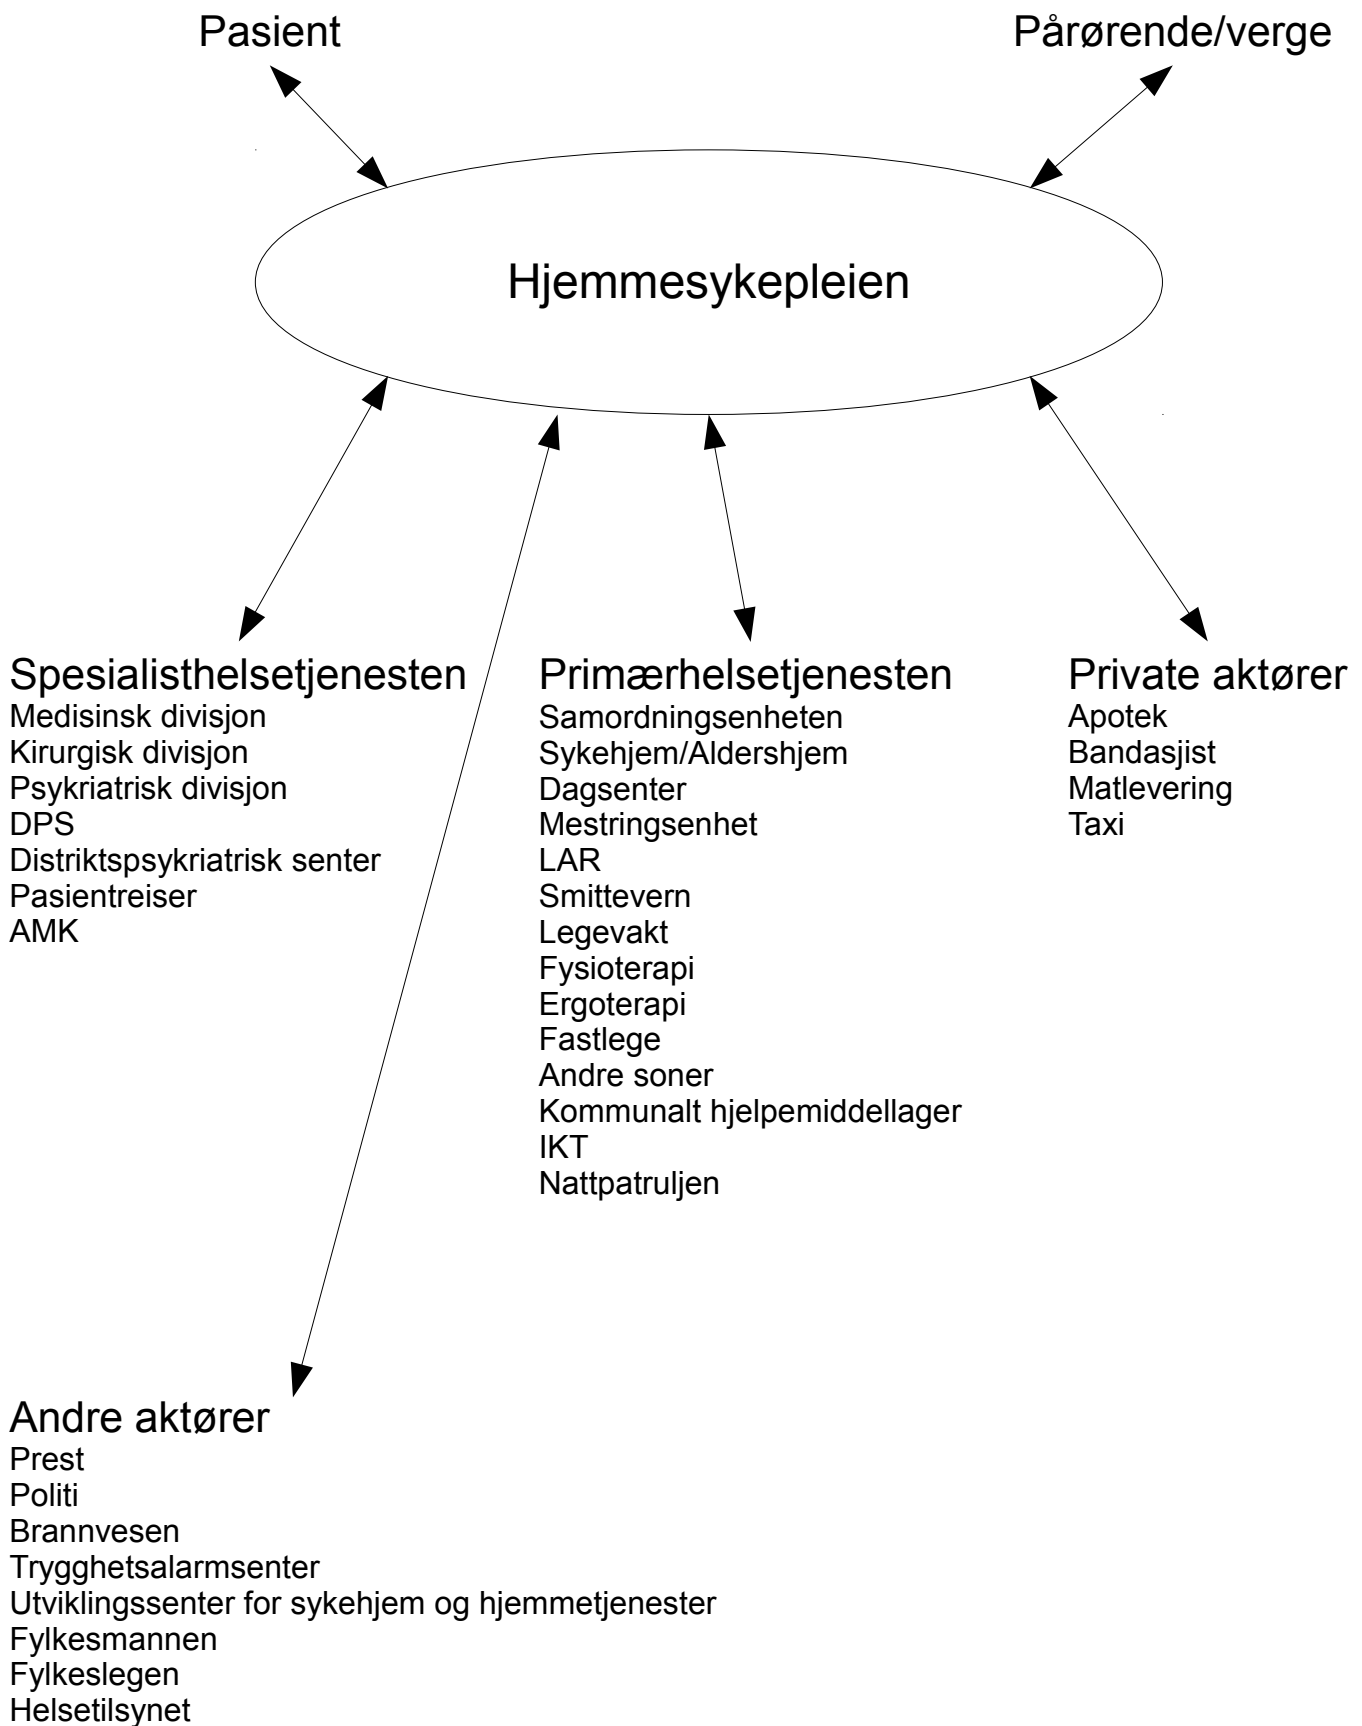 Pasient
Pårørende/verge
Hjemmesykepleien
Spesialisthelsetjenesten
Medisinsk divisjon
Kirurgisk divisjon
Psykriatrisk divisjon
DPS
Distriktspsykriatrisk senter
Pasientreiser
AMK
Primærhelsetjenesten
Samordningsenheten
Sykehjem/Aldershjem
Dagsenter
Mestringsenhet
LAR
Smittevern
Legevakt
Fysioterapi
Ergoterapi
Fastlege
Andre soner
Kommunalt hjelpemiddellager
IKT
Nattpatruljen
Private aktører
Apotek
Bandasjist
Matlevering
Taxi
Andre aktører
Prest
Politi
Brannvesen
Trygghetsalarmsenter
Utviklingssenter for sykehjem og hjemmetjenester
Fylkesmannen
Fylkeslegen
Helsetilsynet